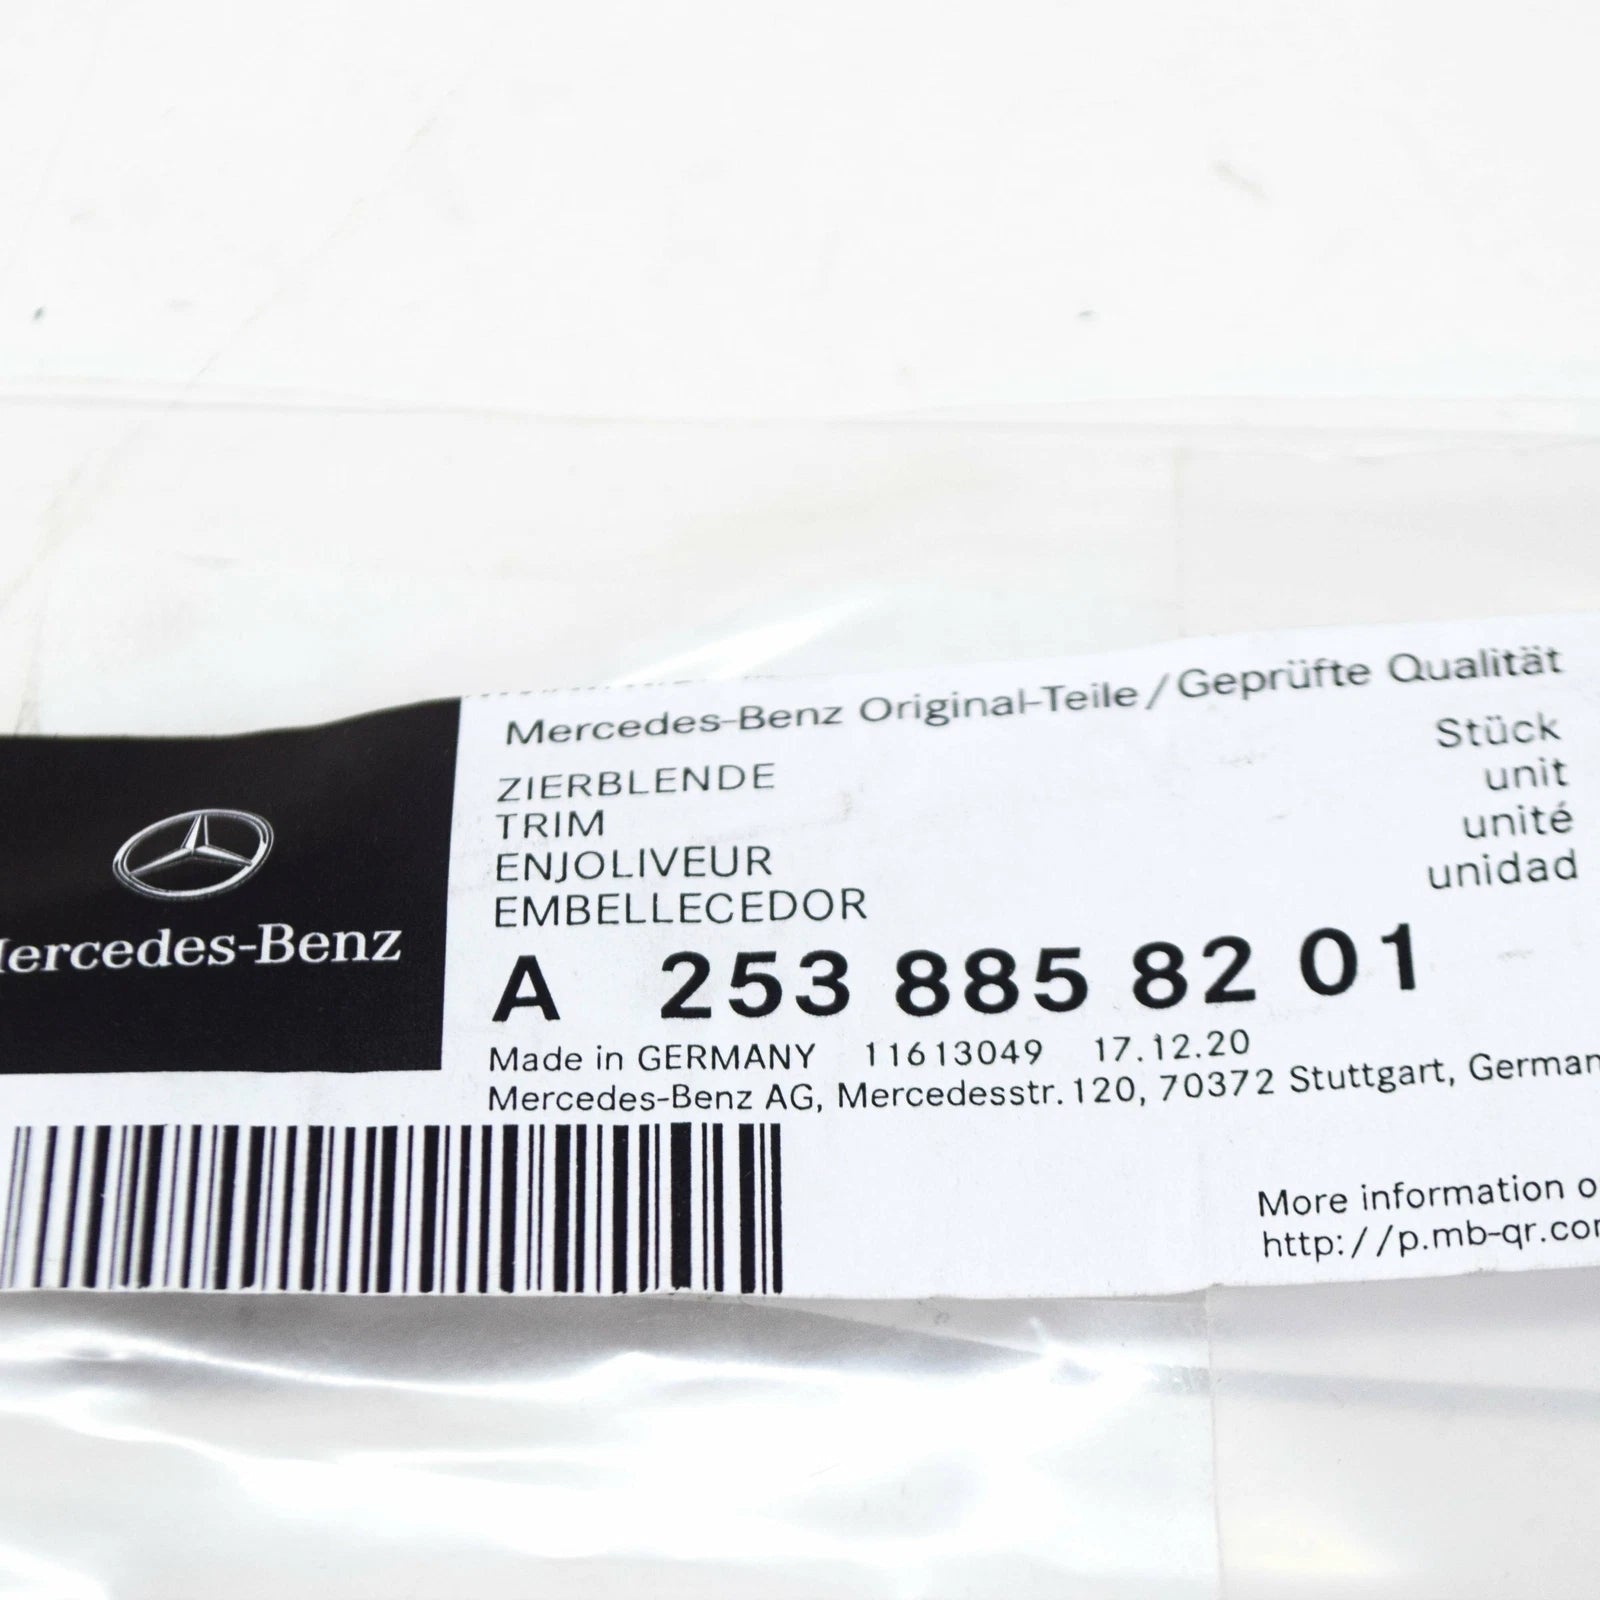 Mercedes-Benz Original-Teile/Geprüfte Qualität
ZIERBLENDE
TRIM
ENJOLIVEUR
EMBELLECEDOR
Stück
unit
unité
unidad
Mercedes-Benz
A 253 885 82 01
Made in GERMANY 11613049 17.12.20
Mercedes-Benz AG, Mercedesstr. 120, 70372 Stuttgart, German
More information o
http://p.mb-qr.com